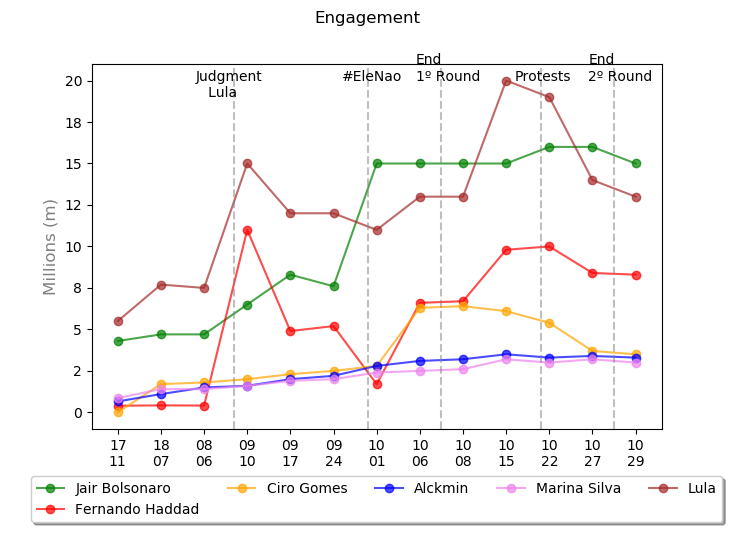 Engagement
End
End
Judgment
#EleNao
1º Round
Protests
2º Round
Lula
Millions (m)
20
18
15
12
10
8
5
2
0
17 18 08 09 09 09 10 10 10 10 10 10 10
11 07 06 10 17 24 01 06 08 15 22 27 29
Jair Bolsonaro Ciro Gomes Alckmin Marina Silva Lula
Fernando Haddad